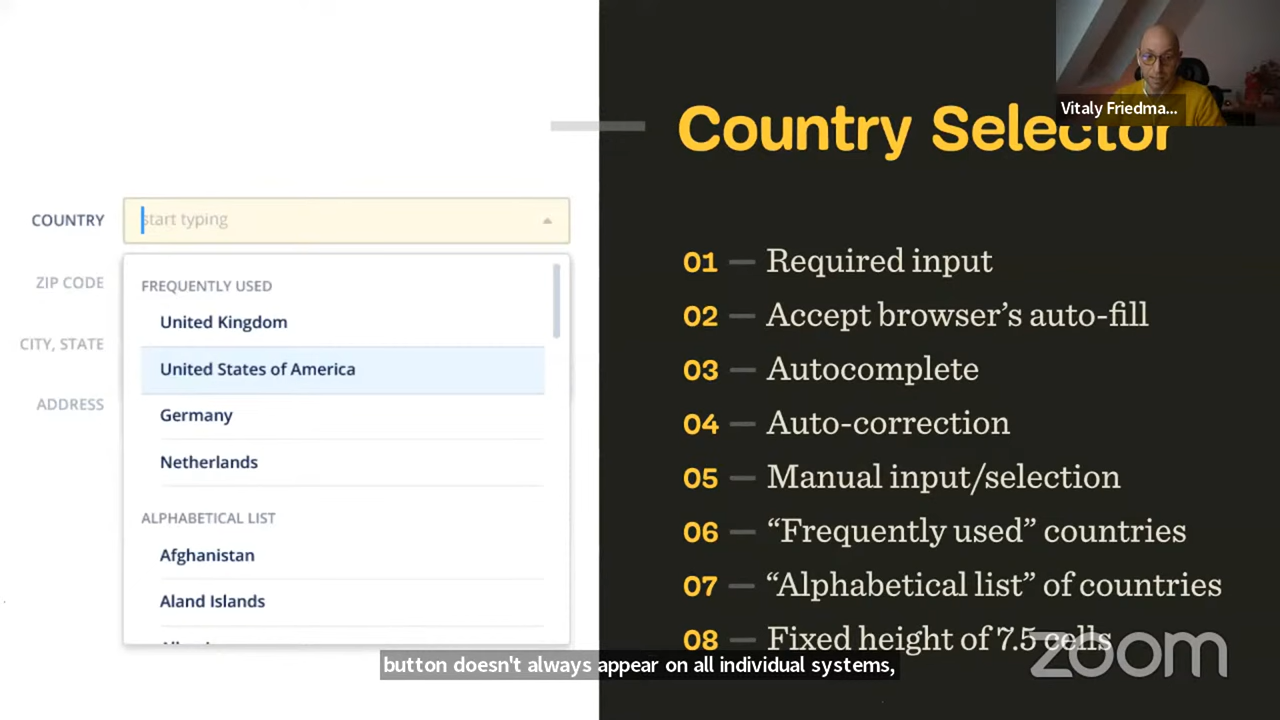 Country Selector
Vitaly Friedma...
COUNTRY
start typing
ZIP CODE
CITY, STATE
ADDRESS
FREQUENTLY USED
United Kingdom
United States of America
Germany
Netherlands
ALPHABETICAL LIST
Afghanistan
Aland Islands
01 — Required input
02 — Accept browser’s auto-fill
03 — Autocomplete
04 — Auto-correction
05 — Manual input/selection
06 — “Frequently used” countries
07 — “Alphabetical list” of countries
08 — Fixed height of 7.5 cells
button doesn't always appear on all individual systems,
zoom